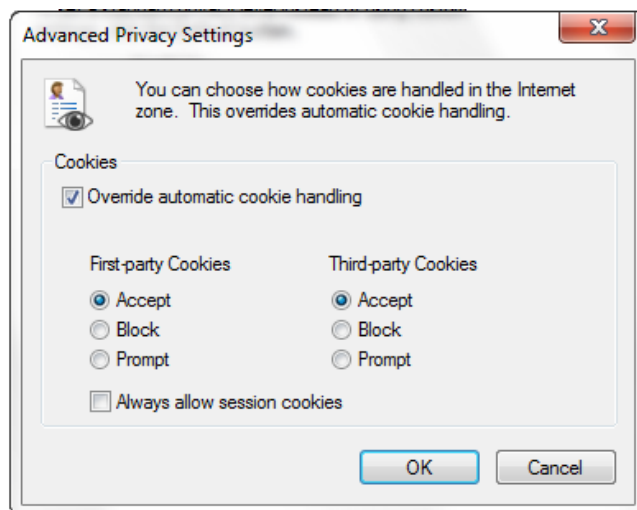 Advanced Privacy Settings
You can choose how cookies are handled in the Internet
zone. This overrides automatic cookie handling.
Cookies
Override automatic cookie handling
First-party Cookies Third-party Cookies
Accept Accept
Block Block
Prompt Prompt
Always allow session cookies
OK Cancel